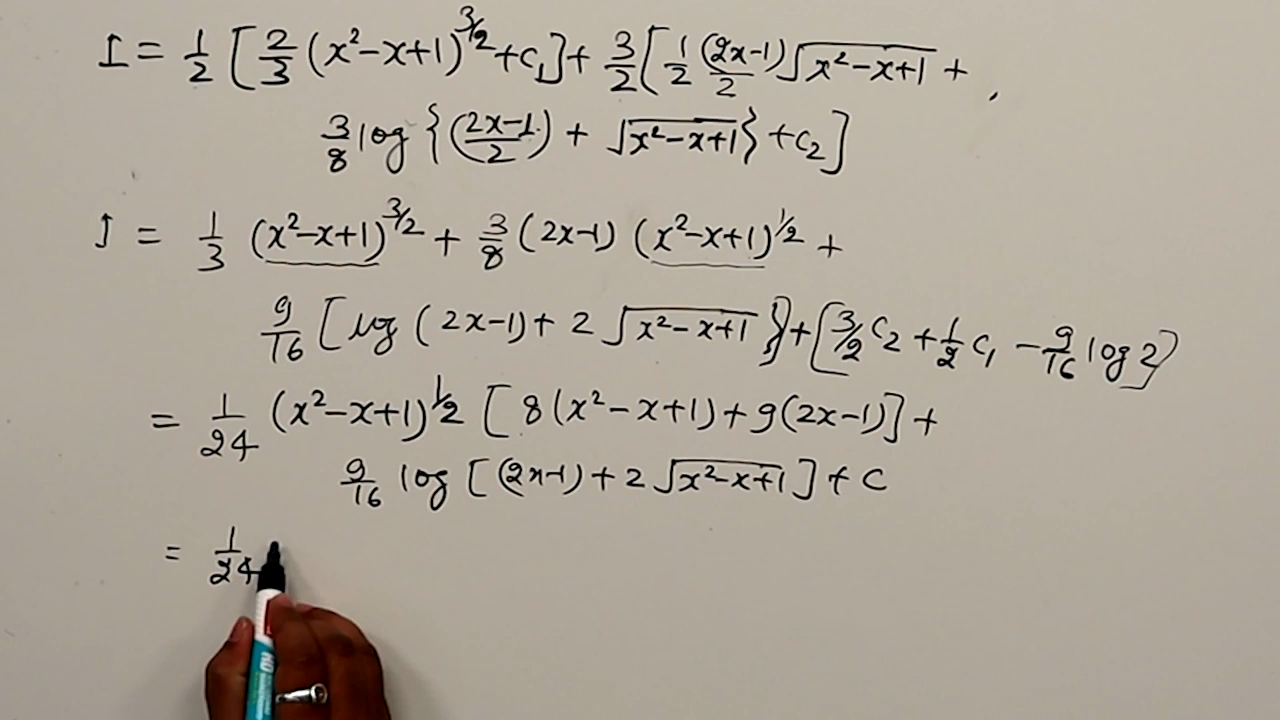 I = 1/2 [2/3 (x²-x+1)^3/2 + c₁] + 3/2 [1/2 (2x-1)/2 √(x²-x+1) +
3/8 log {(2x-1)/2 + √(x²-x+1)} + c₂]
I = 1/3 (x²-x+1)^3/2 + 3/8 (2x-1) (x²-x+1)^1/2 +
9/16 [log (2x-1) + 2 √(x²-x+1) }] + [3/2 c₂ + 1/2 c₁ - 9/16 log 2]
= 1/24 (x²-x+1)^1/2 [8(x²-x+1) + 9(2x-1)] +
9/16 log [(2x-1) + 2 √(x²-x+1)] + c
= 1/24